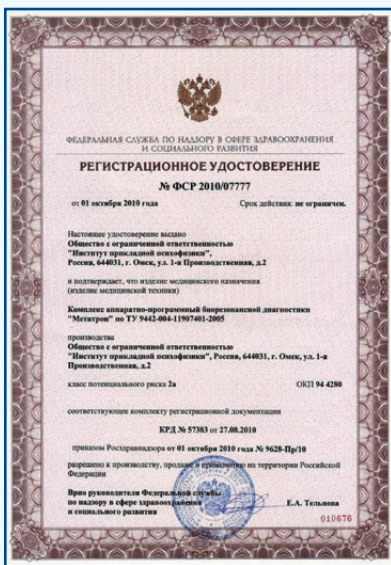 ФЕДЕРАЛЬНАЯ СЛУЖБА ПО НАДЗОРУ В СФЕРЕ ЗДРАВООХРАНЕНИЯ
И СОЦИАЛЬНОГО РАЗВИТИЯ
РЕГИСТРАЦИОННОЕ УДОСТОВЕРЕНИЕ
№ ФСР 2010/07777
от 01 октября 2010 года Срок действия: не ограничен.
Настоящее удостоверение выдано
Общество с ограниченной ответственностью
"Институт прикладной психофизики",
Россия, 644031, г. Омск, ул. 1-я Производственная, д.2
и подтверждает, что изделие медицинского назначения
(изделие медицинской техники)
Комплекс аппаратно-программный биорезонансной диагностики
"Метатрон" по ТУ 9442-004-11907401-2005
производства
Общество с ограниченной ответственностью
"Институт прикладной психофизики", Россия, 644031, г. Омск, ул. 1-я
Производственная, д.2
класс потенциального риска 2а ОКП 94 4280
соответствующее комплекту регистрационной документации
КРД № 57383 от 27.08.2010
приказом Росздравнадзора от 01 октября 2010 года № 9628-Пр/10
разрешено к производству, продаже и применению на территории Российской
Федерации
Врио руководителя Федеральной службы
по надзору в сфере здравоохранения
и социального развития Е.А. Тельнова
010676